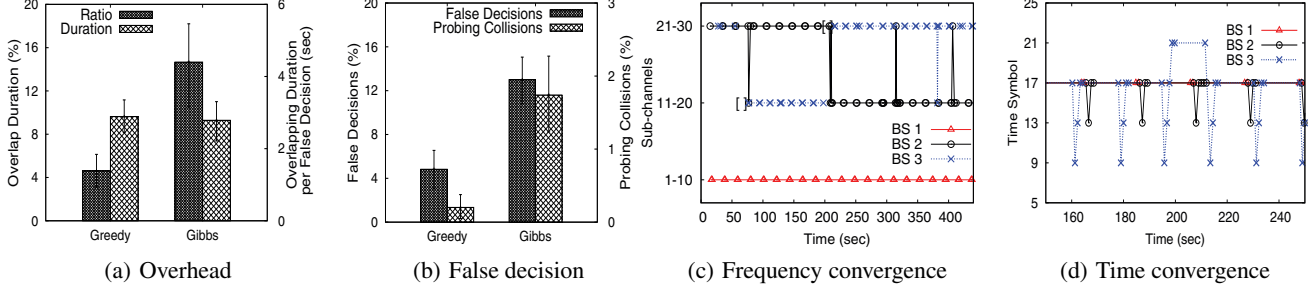 20
16
12
8
4
0
Overlap Duration (%)
Ratio
Duration
6
4
2
0
Overlapping Duration
per False Decision (sec)
Greedy
Gibbs
(a) Overhead
20
16
12
8
4
0
False Decisions (%)
False Decisions
Probing Collisions
3
2
1
0
Probing Collisions (%)
Greedy
Gibbs
(b) False decision
21-30
11-20
1-10
Sub-channels
[ ]
[ ]
BS 1
BS 2
BS 3
0 50 100 150 200 250 300 350 400
Time (sec)
(c) Frequency convergence
25
21
17
13
9
5
Time Symbol
BS 1
BS 2
BS 3
160 180 200 220 240
Time (sec)
(d) Time convergence